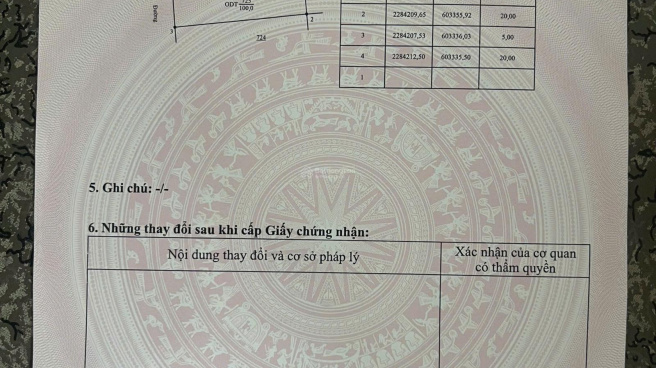 ODT 725
100,0
Đường
3
2
724
2 2284209,65 603355,92 20,00
3 2284207,53 603336,03 5,00
4 2284212,50 603335,50 20,00
1
5. Ghi chú: -/-
6. Những thay đổi sau khi cấp Giấy chứng nhận:
Nội dung thay đổi và cơ sở pháp lý
Xác nhận của cơ quan
có thẩm quyền